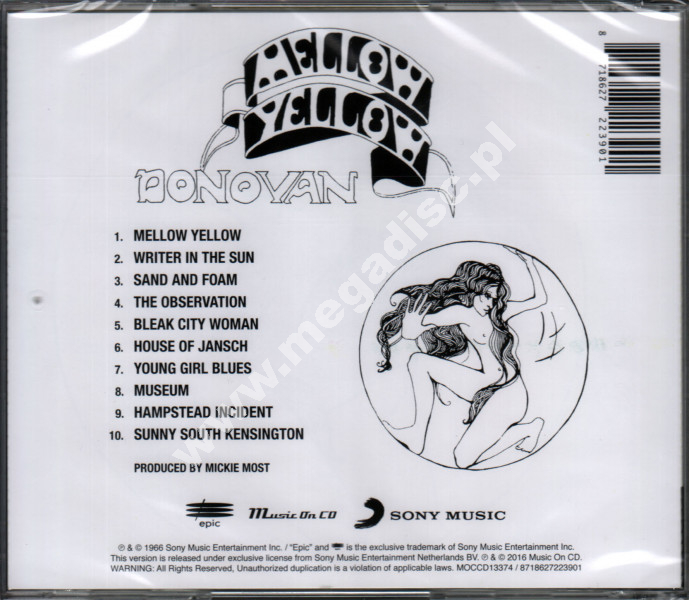 MELLOW
YELLOW
DONOVAN
8 718627 223901
1. MELLOW YELLOW
2. WRITER IN THE SUN
3. SAND AND FOAM
4. THE OBSERVATION
5. BLEAK CITY WOMAN
6. HOUSE OF JANSCH
7. YOUNG GIRL BLUES
8. MUSEUM
9. HAMPSTEAD INCIDENT
10. SUNNY SOUTH KENSINGTON
PRODUCED BY MICKIE MOST
epic
Music On CD
SONY MUSIC
℗ & © 1966 Sony Music Entertainment Inc. / "Epic" and is the exclusive trademark of Sony Music Entertainment Inc.
This version is released under exclusive license from Sony Music Entertainment Netherlands BV. ℗ & © 2016 Music On CD.
WARNING: All Rights Reserved, Unauthorized duplication is a violation of applicable laws. MOCCD13374 / 8718627223901
www.megadisc.pl